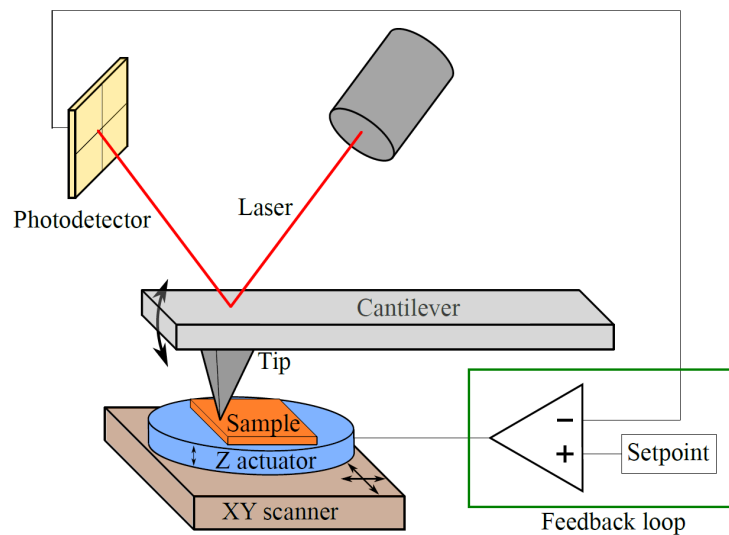 Photodetector
Laser
Cantilever
Tip
Sample
Z actuator
XY scanner
−
+
Setpoint
Feedback loop